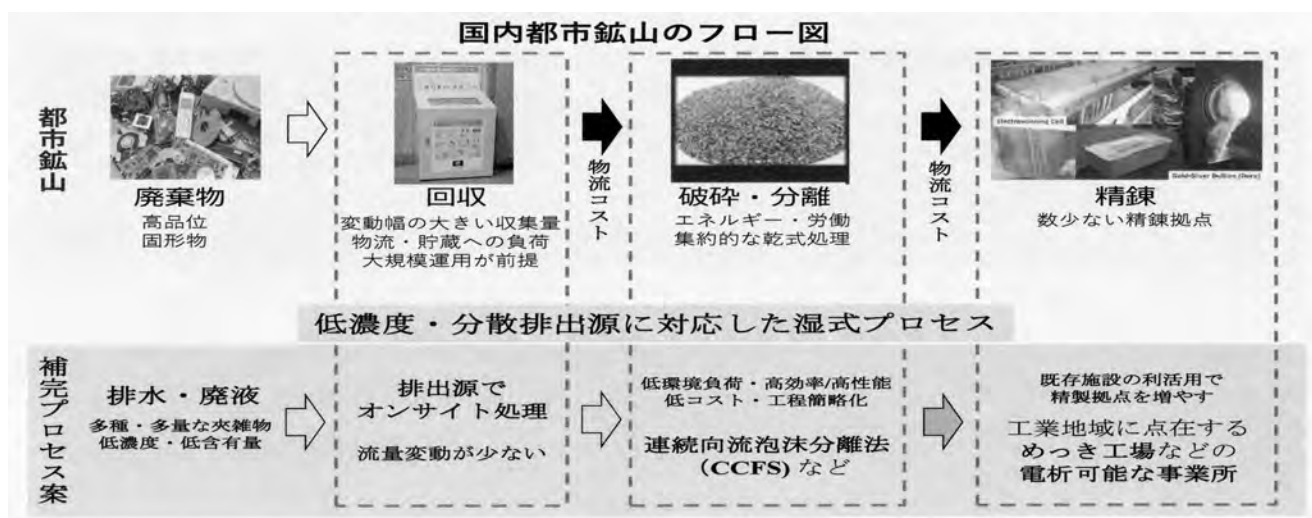 国内都市鉱山のフロー図
都市鉱山
廃棄物
高品位
固形物
回収
変動幅の大きい収集量
物流・貯蔵への負荷
大規模運用が前提
物流コスト
破砕・分離
エネルギー・労働
集約的な乾式処理
物流コスト
Electrowinning Cell
Gold-Silver Bullion (Dore)
精錬
数少ない精錬拠点
低濃度・分散排出源に対応した湿式プロセス
補完プロセス案
排水・廃液
多種・多量な夾雑物
低濃度・低含有量
排出源で
オンサイト処理
流量変動が少ない
低環境負荷・高効率/高性能
低コスト・工程簡略化
連続向流泡沫分離法
(CCFS) など
既存施設の利活用で
精製拠点を増やす
工業地域に点在する
めっき工場などの
電析可能な事業所